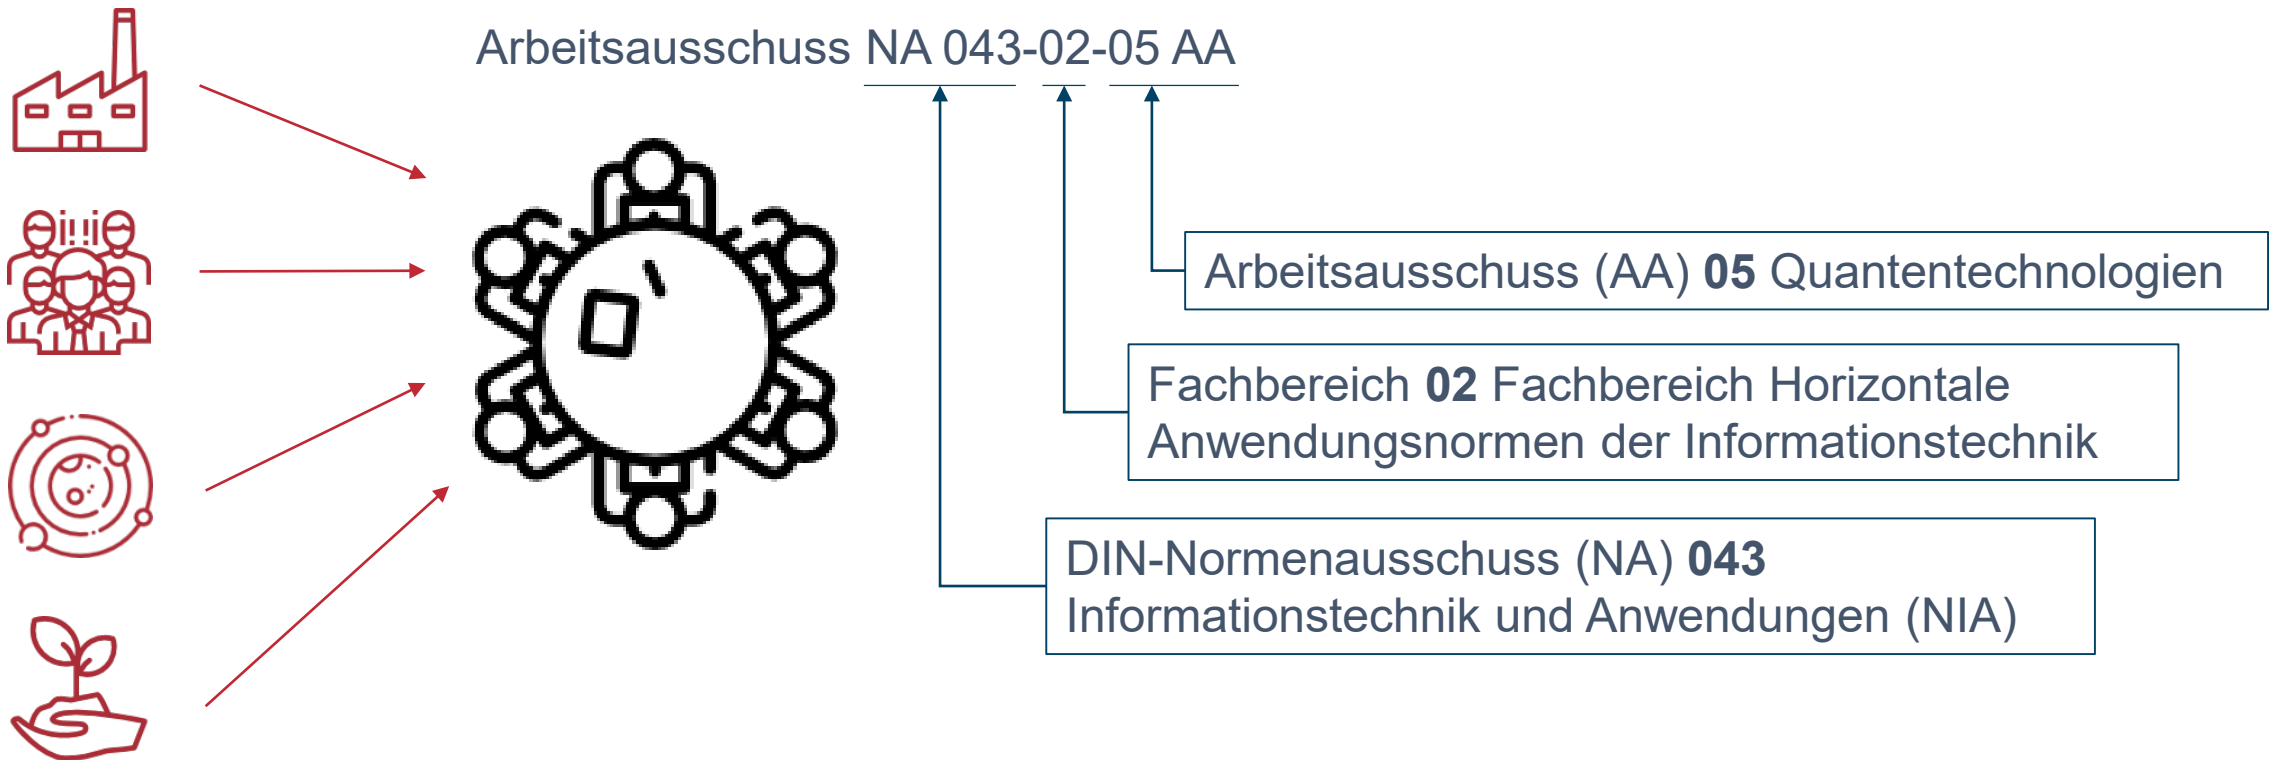 Arbeitsausschuss NA 043-02-05 AA
Arbeitsausschuss (AA) 05 Quantentechnologien
Fachbereich 02 Fachbereich Horizontale
Anwendungsnormen der Informationstechnik
DIN-Normenausschuss (NA) 043
Informationstechnik und Anwendungen (NIA)